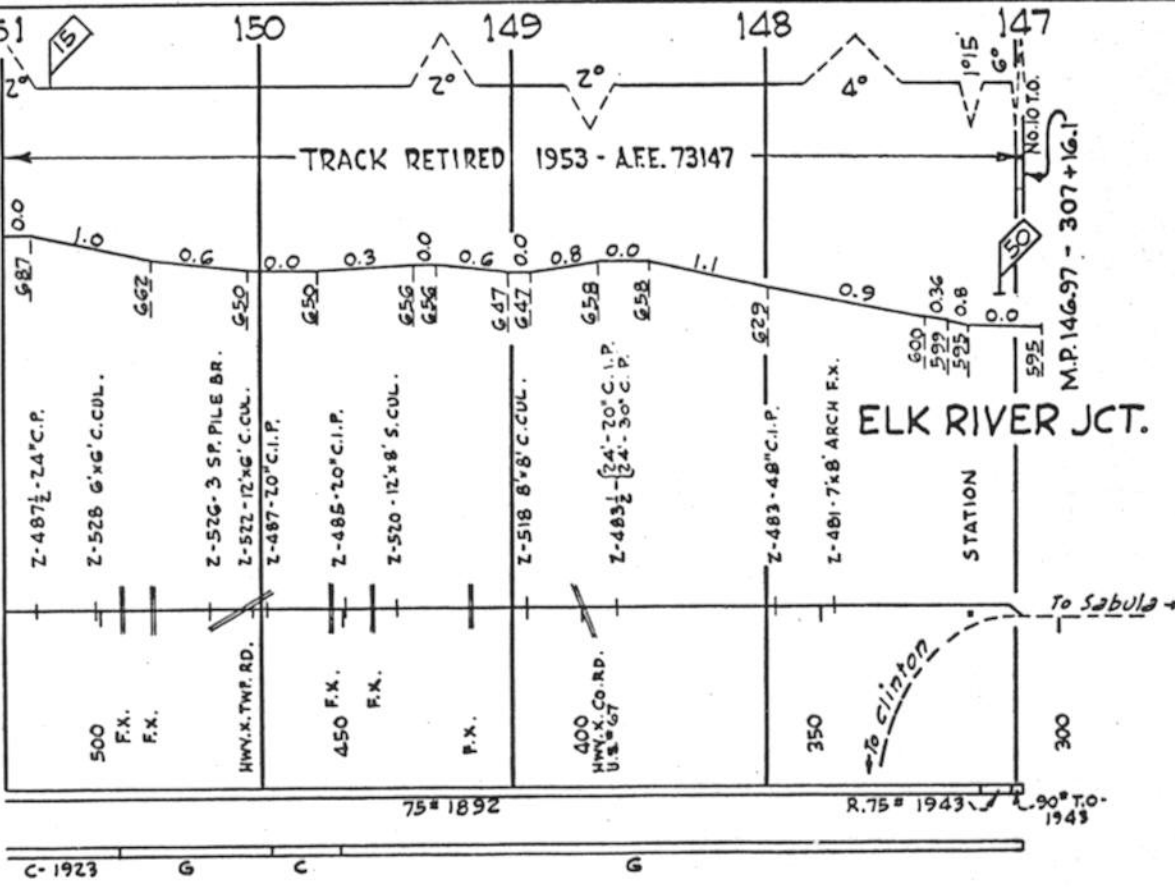 51 150 149 148 147
15
2° 2° 2° 4° 1°15' 6°
No.10 T.O.
TRACK RETIRED 1953 - A.F.E. 73147
M.P. 146.97 - 307+16.1
50
0.0 1.0 0.6 0.0 0.3 0.0 0.6 0.0 0.8 0.0 1.1 0.9 0.36 0.8 0.0
687 662 650 650 656 656 647 647 658 658 629 600 599 595 595
ELK RIVER JCT.
Z-487½-24"C.P.
Z-528 6'x6' C.CUL.
Z-526-3 SP. PILE BR.
Z-522-12'x6' C.CUL.
Z-487-20"C.I.P.
Z-485-20"C.I.P.
Z-520-12'x8' S.CUL.
Z-518 8'x8' C.CUL.
Z-483½-{24'-20" C.I.P.
24'-30" C.P.
Z-483-48"C.I.P.
Z-481-7'x8' ARCH F.X.
STATION
To Sabula
To Clinton
500
F.X.
F.X.
HWY.X.TWP. RD.
450
F.X.
F.X.
F.X.
400
HWY. X. CO. RD.
U.S.#67
350
300
75# 1892
R.75# 1943
90# T.O-
1943
C-1923 G C G